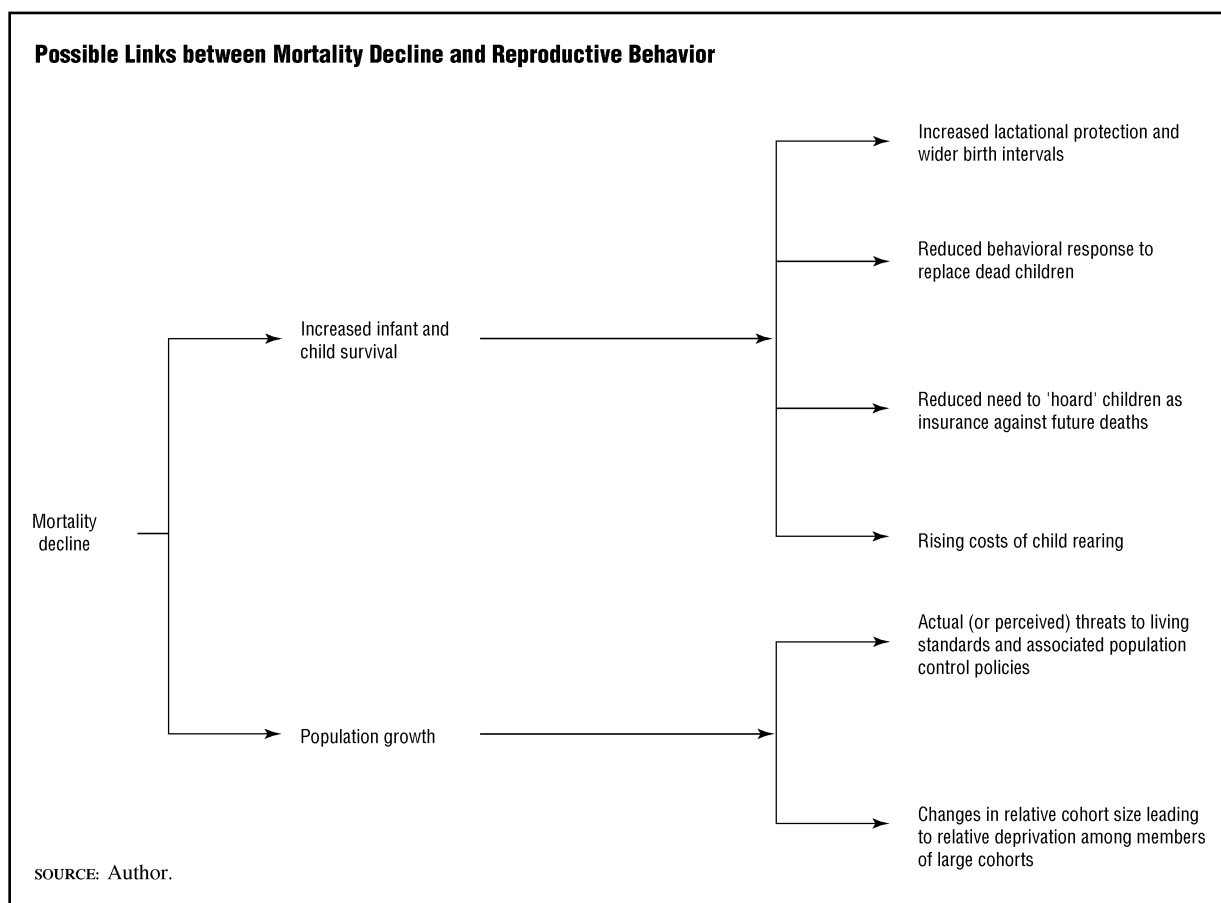 Possible Links between Mortality Decline and Reproductive Behavior
Increased lactational protection and
wider birth intervals
Reduced behavioral response to
replace dead children
Increased infant and
child survival
Reduced need to 'hoard' children as
insurance against future deaths
Mortality
decline
Rising costs of child rearing
Actual (or perceived) threats to living
standards and associated population
control policies
Population growth
Changes in relative cohort size leading
to relative deprivation among members
of large cohorts
SOURCE: Author.